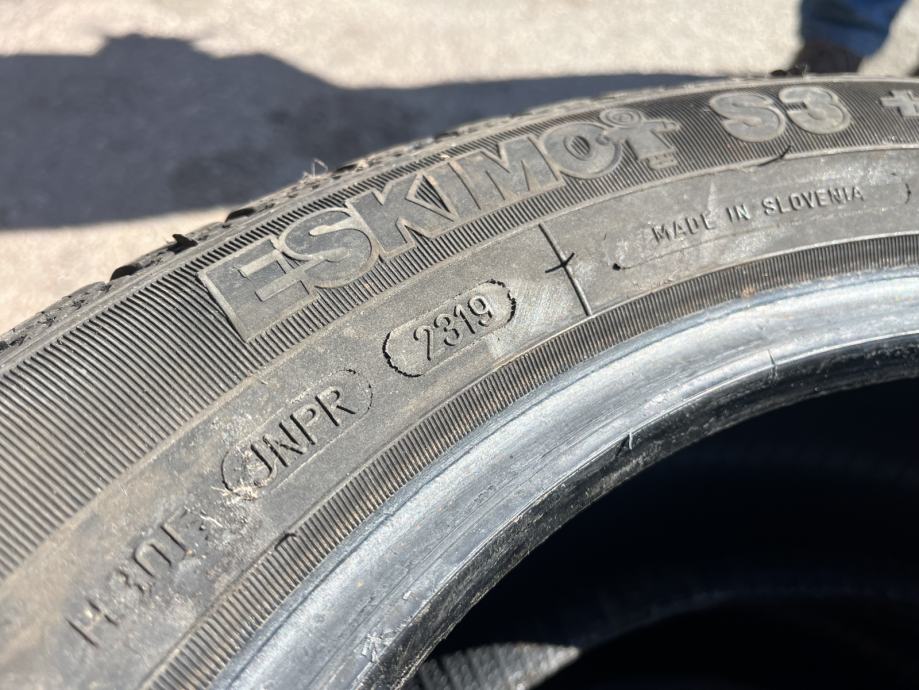 ESKIMO S3 +
MADE IN SLOVENIA
2319
JNPR